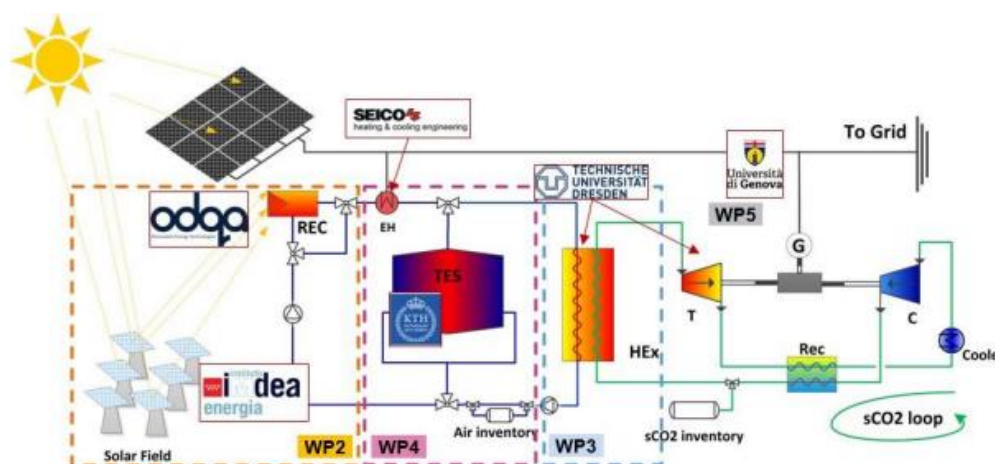 SEICO
heating & cooling engineering
To Grid
TECHNISCHE
UNIVERSITÄT
DRESDEN
Università
di Genova
WP5
odqa
REC
EH
TES
KTH
G
T
C
HEx
Rec
Coole
i dea
energia
Air inventory
sCO2 inventory
sCO2 loop
Solar Field
WP2
WP4
WP3